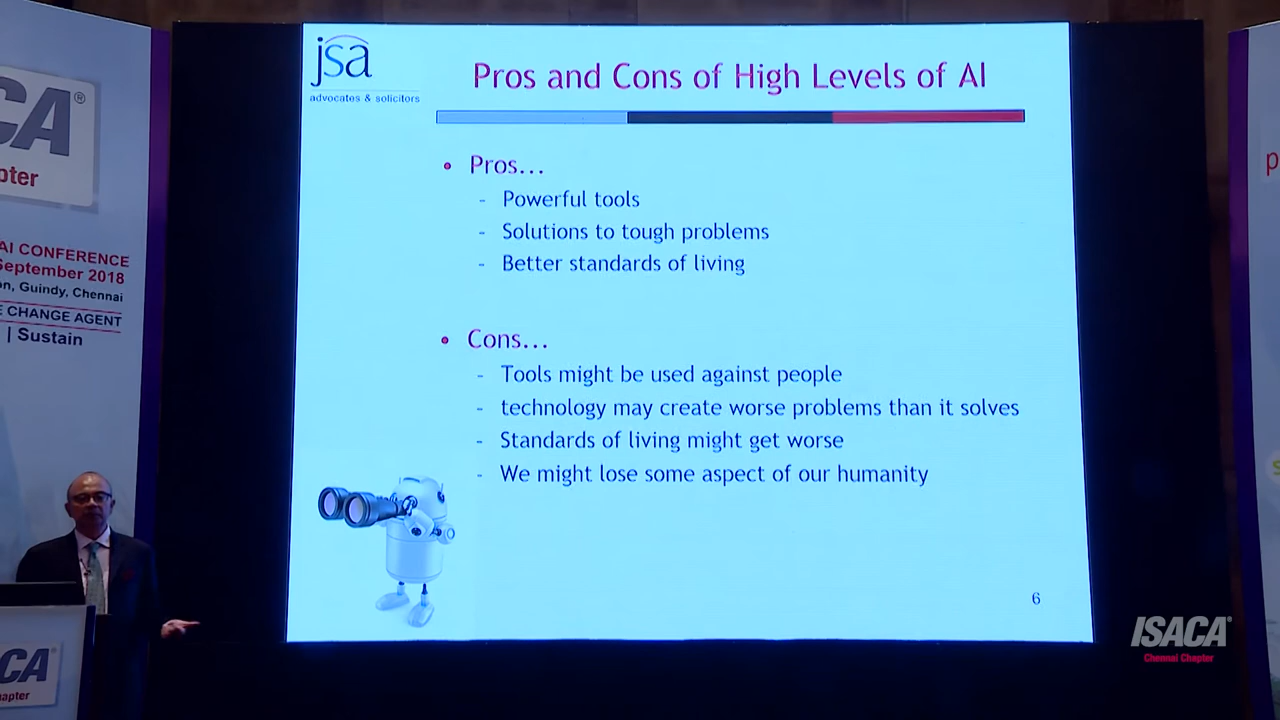 jsa
advocates & solicitors
Pros and Cons of High Levels of AI
• Pros...
- Powerful tools
- Solutions to tough problems
- Better standards of living
• Cons...
- Tools might be used against people
- technology may create worse problems than it solves
- Standards of living might get worse
- We might lose some aspect of our humanity
6
CA®
pter
AI CONFERENCE
September 2018
on, Guindy, Chennai
E CHANGE AGENT
| Sustain
CA
hapter
p
ISACA®
Chennai Chapter